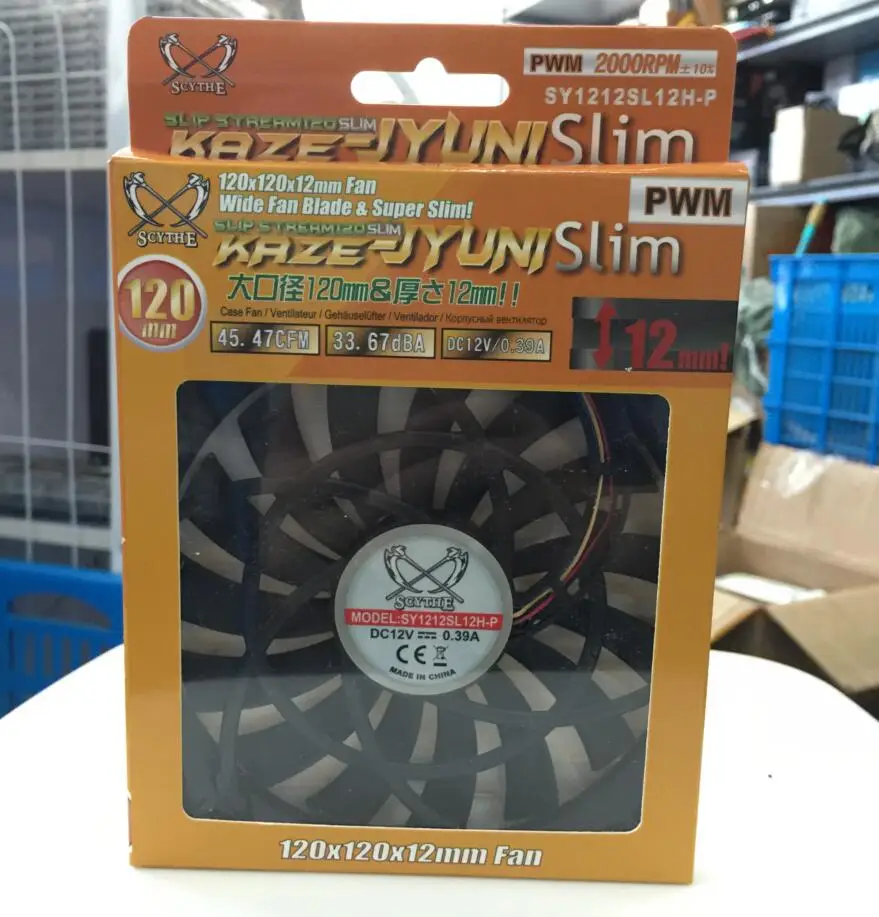 SCYTHE
PWM 2000RPM±10%
SY1212SL12H-P
SLIP STREAM120 SLIM
KAZE-JYUNI Slim
SCYTHE
120x120x12mm Fan
Wide Fan Blade & Super Slim!
PWM
SLIP STREAM120 SLIM
KAZE-JYUNI Slim
120mm
大口径120mm&厚さ12mm!!
Case Fan / Ventilateur / Gehäuselüfter / Ventilador / Корпусный вентилятор
45.47CFM 33.67dBA DC12V/0.39A
12mm!
SCYTHE
MODEL:SY1212SL12H-P
DC12V ⎓ 0.39A
CE
MADE IN CHINA
120x120x12mm Fan